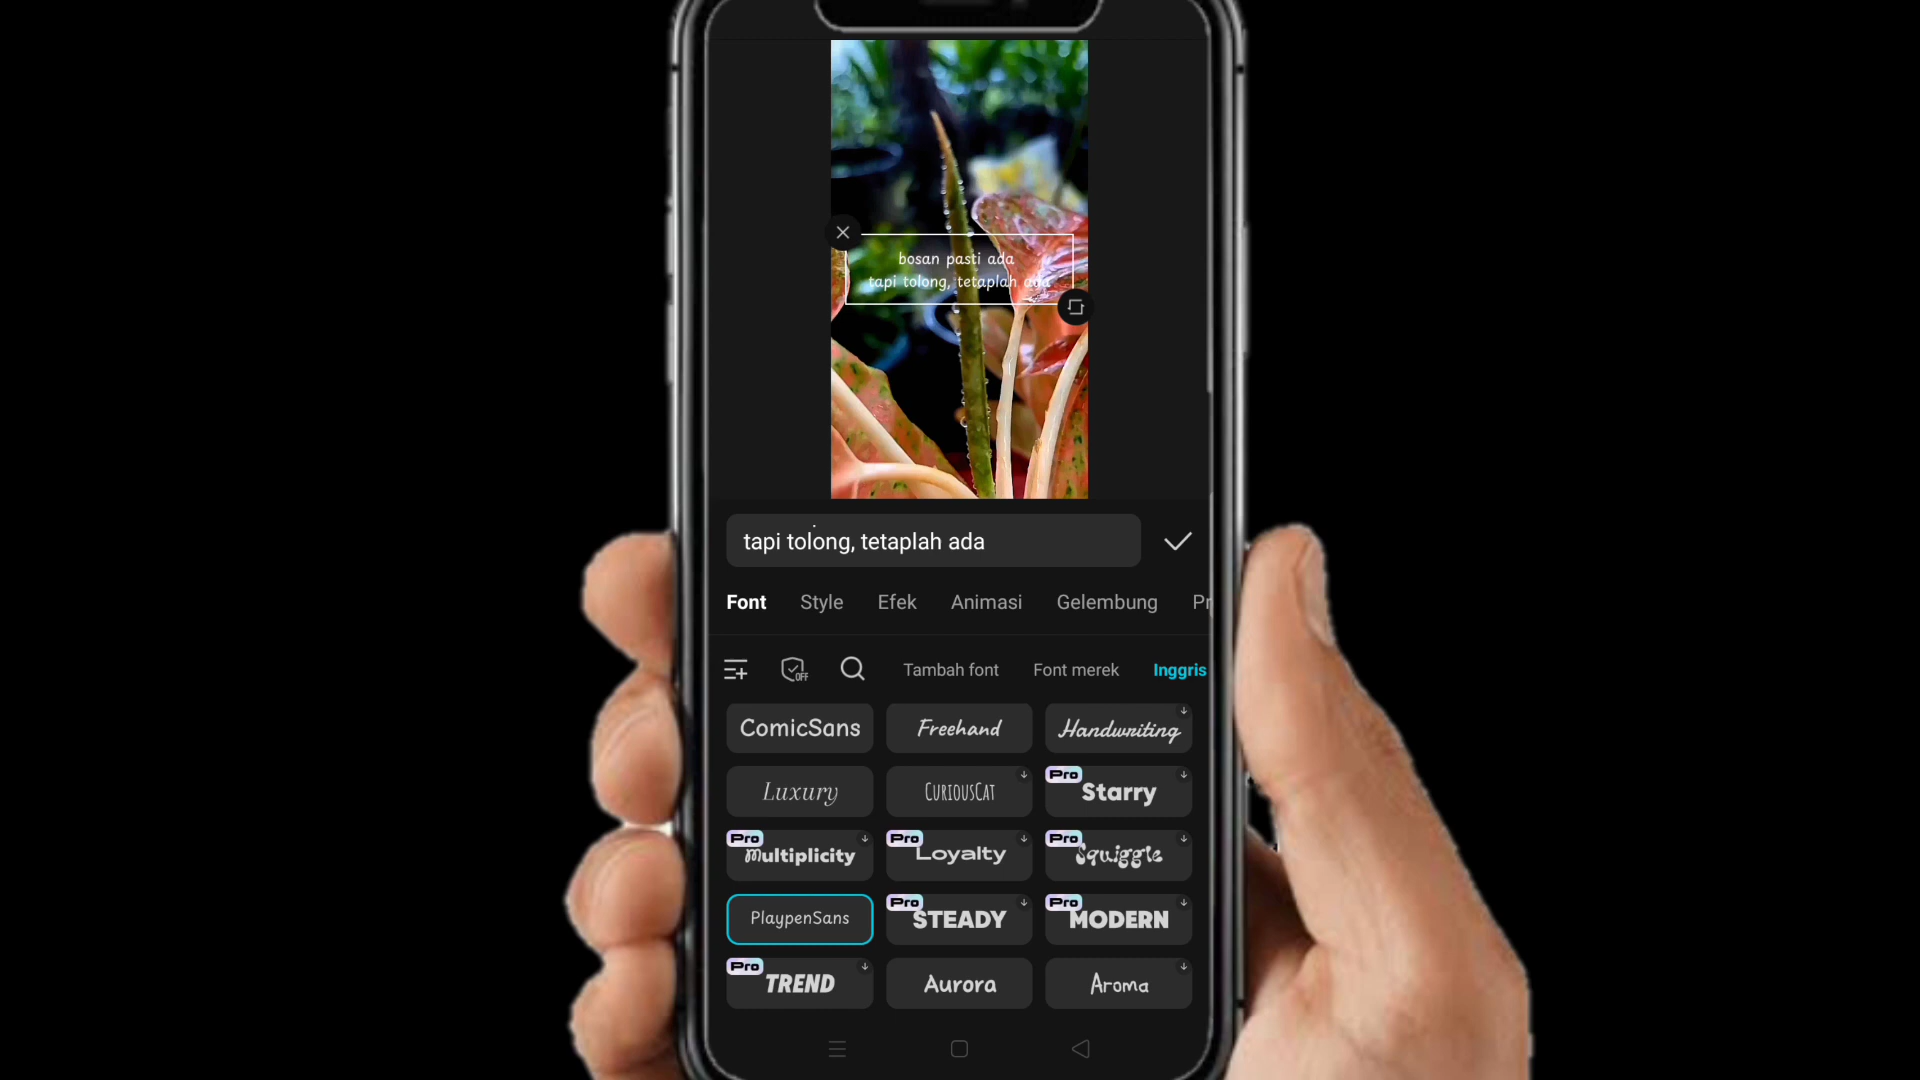 bosan pasti ada
tapi tolong, tetaplah ada
tapi tolong, tetaplah ada
Font Style Efek Animasi Gelembung Pr
OFF Tambah font Font merek Inggris
ComicSans Freehand Handwriting
Luxury CURIOUSCAT Pro Starry
Pro Multiplicity Pro Loyalty Pro Squiggle
PlaypenSans Pro STEADY Pro MODERN
Pro TREND Aurora Aroma